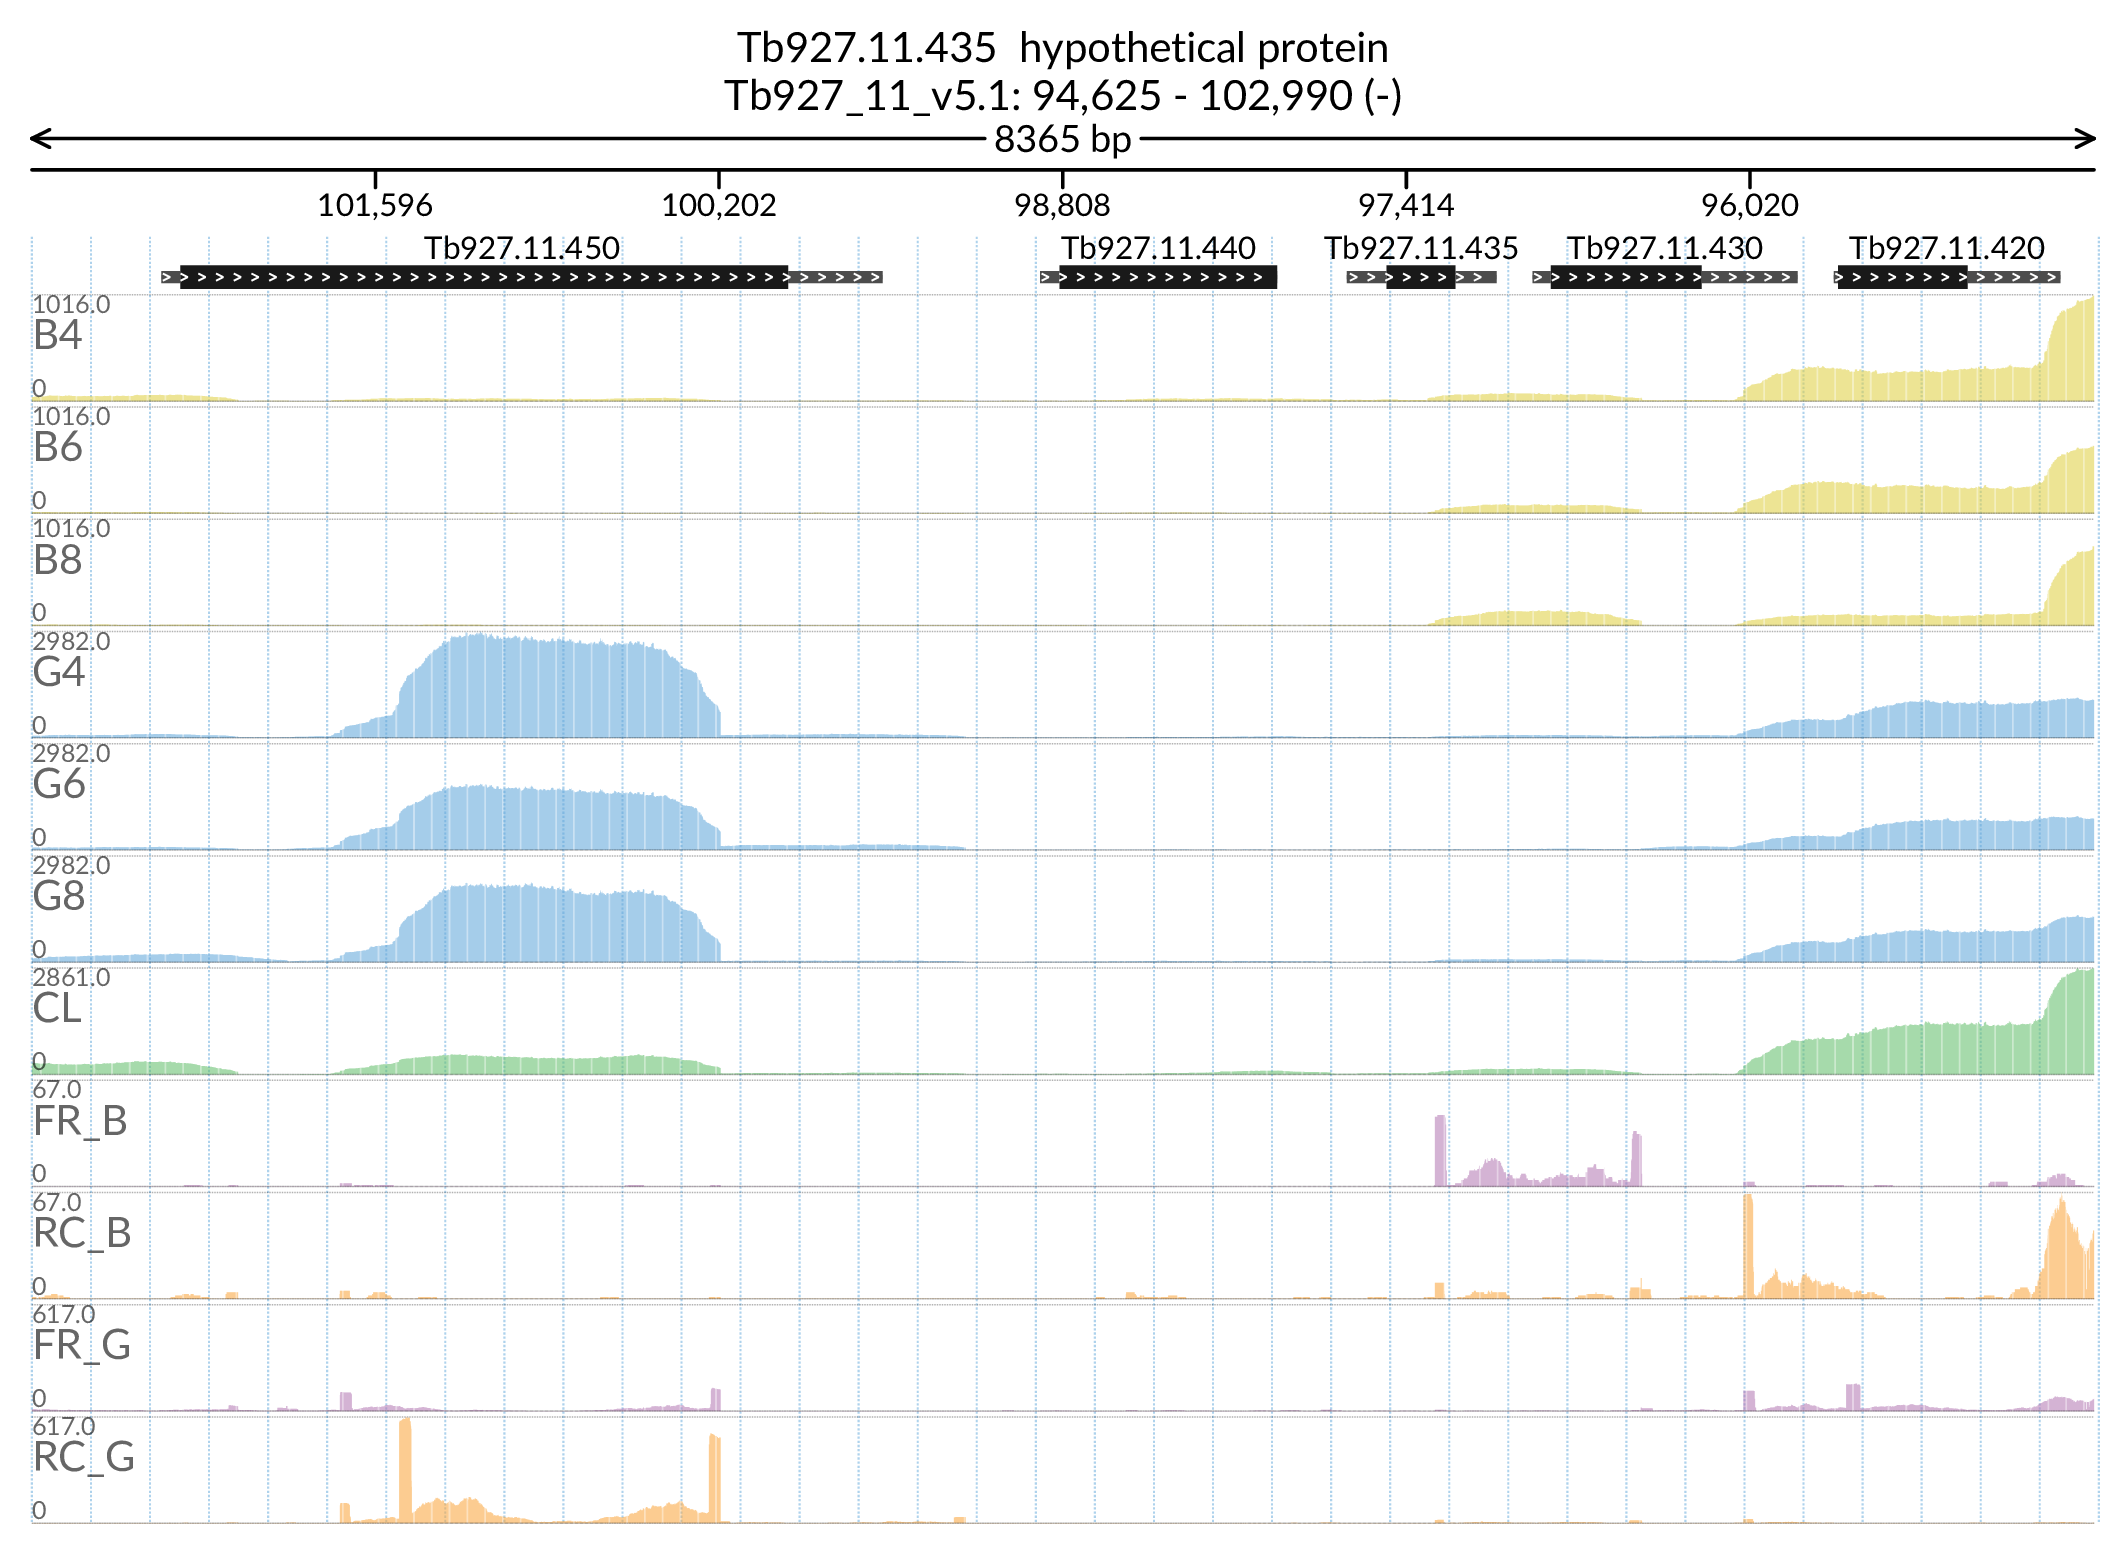 Tb927.11.435  hypothetical protein
Tb927_11_v5.1: 94,625 - 102,990 (-)
8365 bp
101,596 100,202 98,808 97,414 96,020
Tb927.11.450 Tb927.11.440 Tb927.11.435 Tb927.11.430 Tb927.11.420
1016.0
B4
0
1016.0
B6
0
1016.0
B8
0
2982.0
G4
0
2982.0
G6
0
2982.0
G8
0
2861.0
CL
0
67.0
FR_B
0
67.0
RC_B
0
617.0
FR_G
0
617.0
RC_G
0